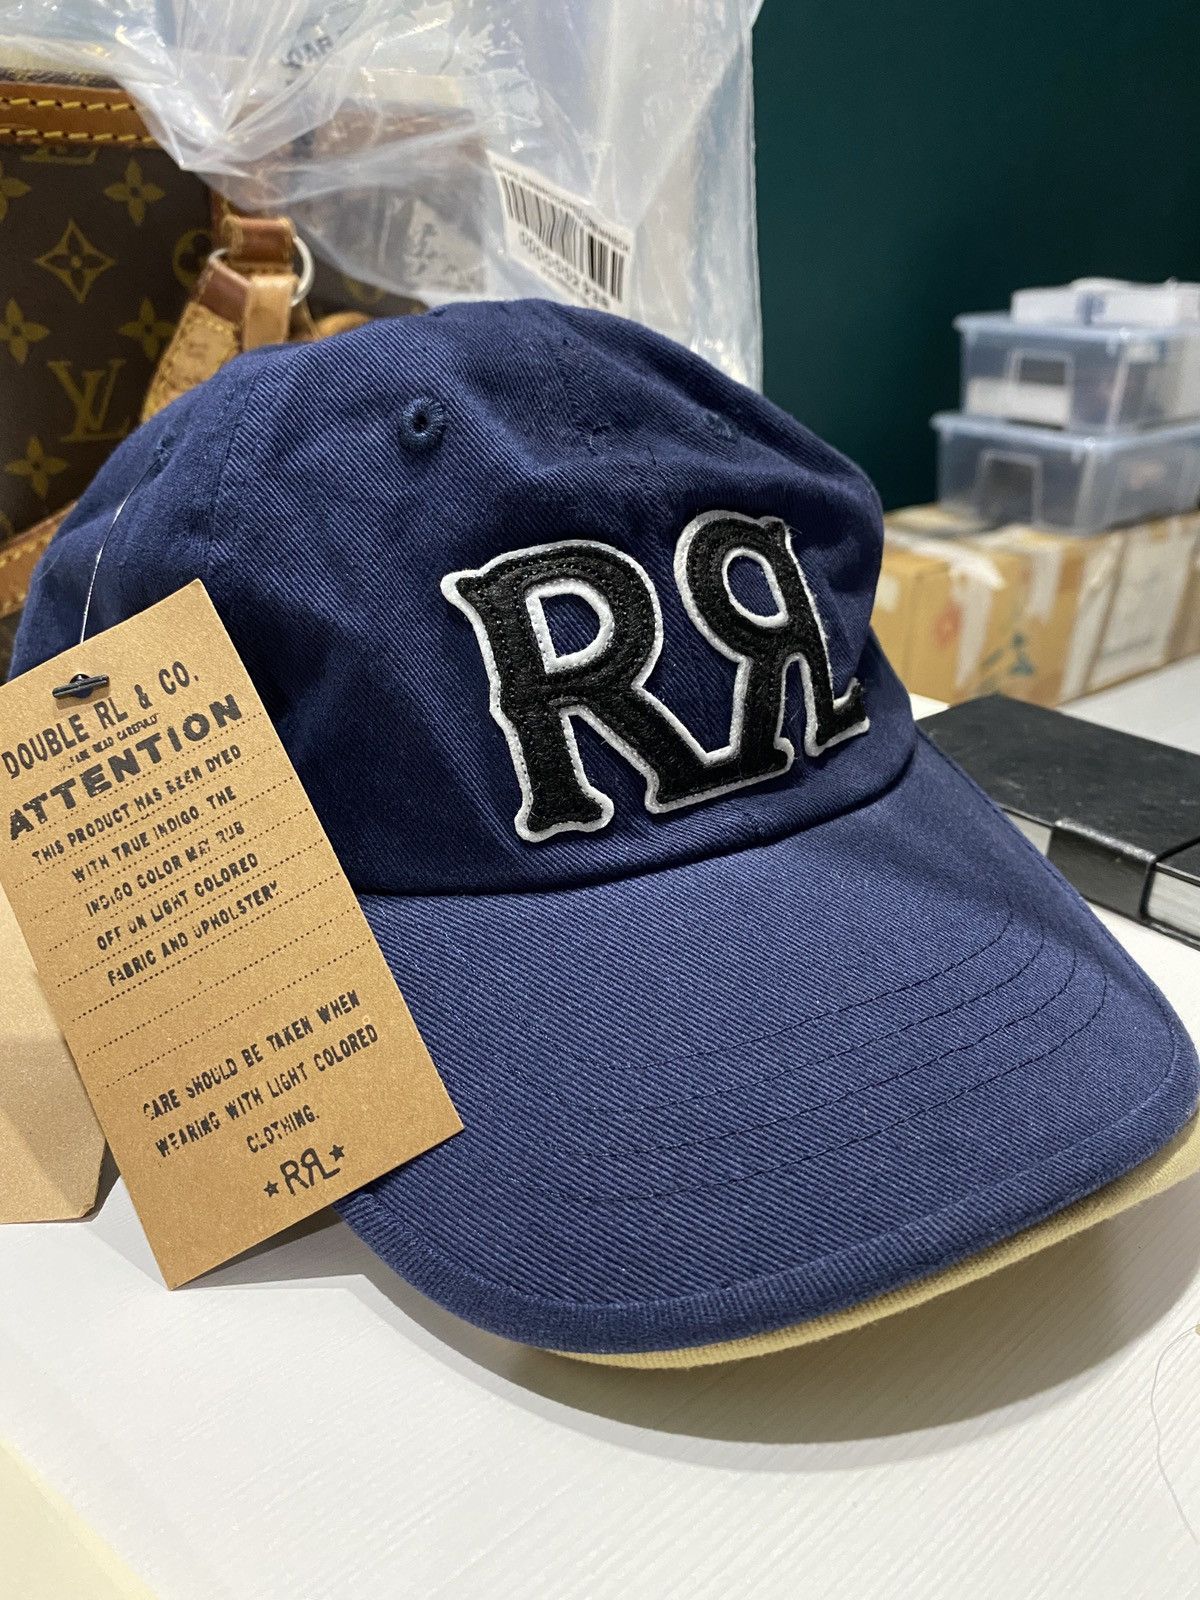 RRL
DOUBLE RL & CO.
ATTENTION
THIS PRODUCT HAS BEEN DYED
WITH TRUE INDIGO. THE
INDIGO COLOR MAY RUB
OFF ON LIGHT COLORED
FABRIC AND UPHOLSTERY
CARE SHOULD BE TAKEN WHEN
WEARING WITH LIGHT COLORED
CLOTHING.
RRL
LV